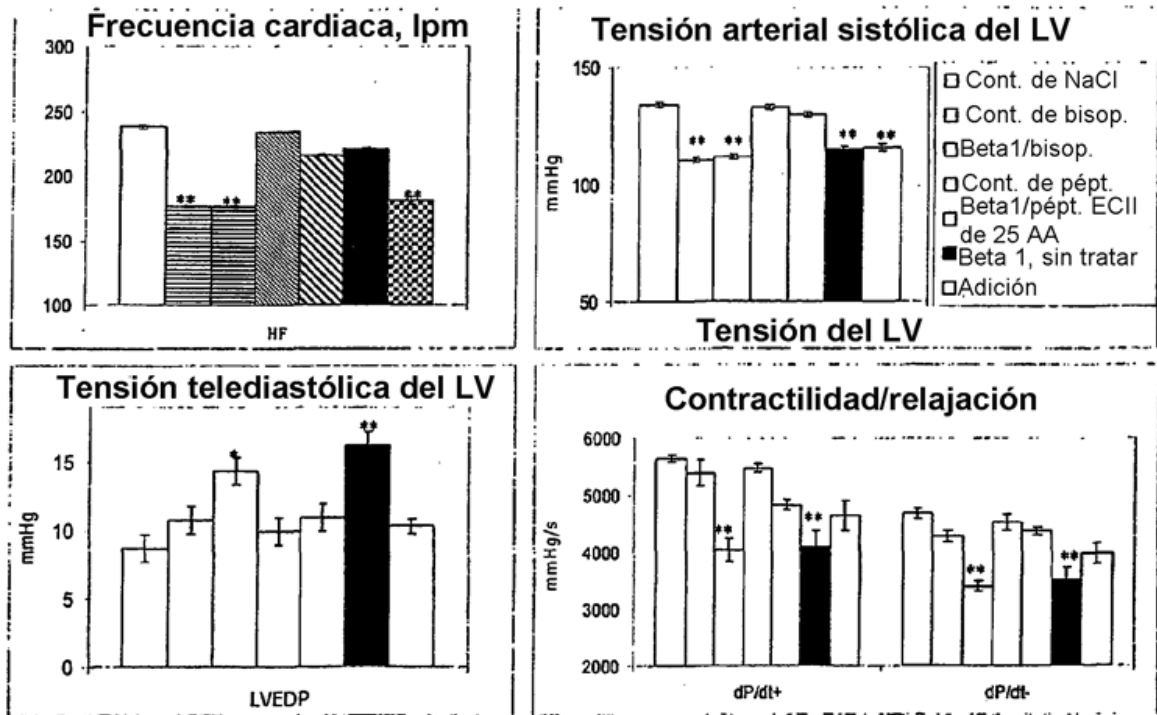 Frecuencia cardiaca, lpm
300
250
200
150
100
**
**
**
HF
Tensión arterial sistólica del LV
mmHg
150
100
50
**
**
**
**
Cont. de NaCl
Cont. de bisop.
Beta1/bisop.
Cont. de pépt.
Beta1/pépt. ECII
de 25 AA
Beta 1, sin tratar
Adición
Tensión del LV
Tensión telediastólica del LV
mmHg
15
10
5
0
*
**
LVEDP
Contractilidad/relajación
mmHg/s
6000
5000
4000
3000
2000
**
**
**
**
dP/dt+
dP/dt-